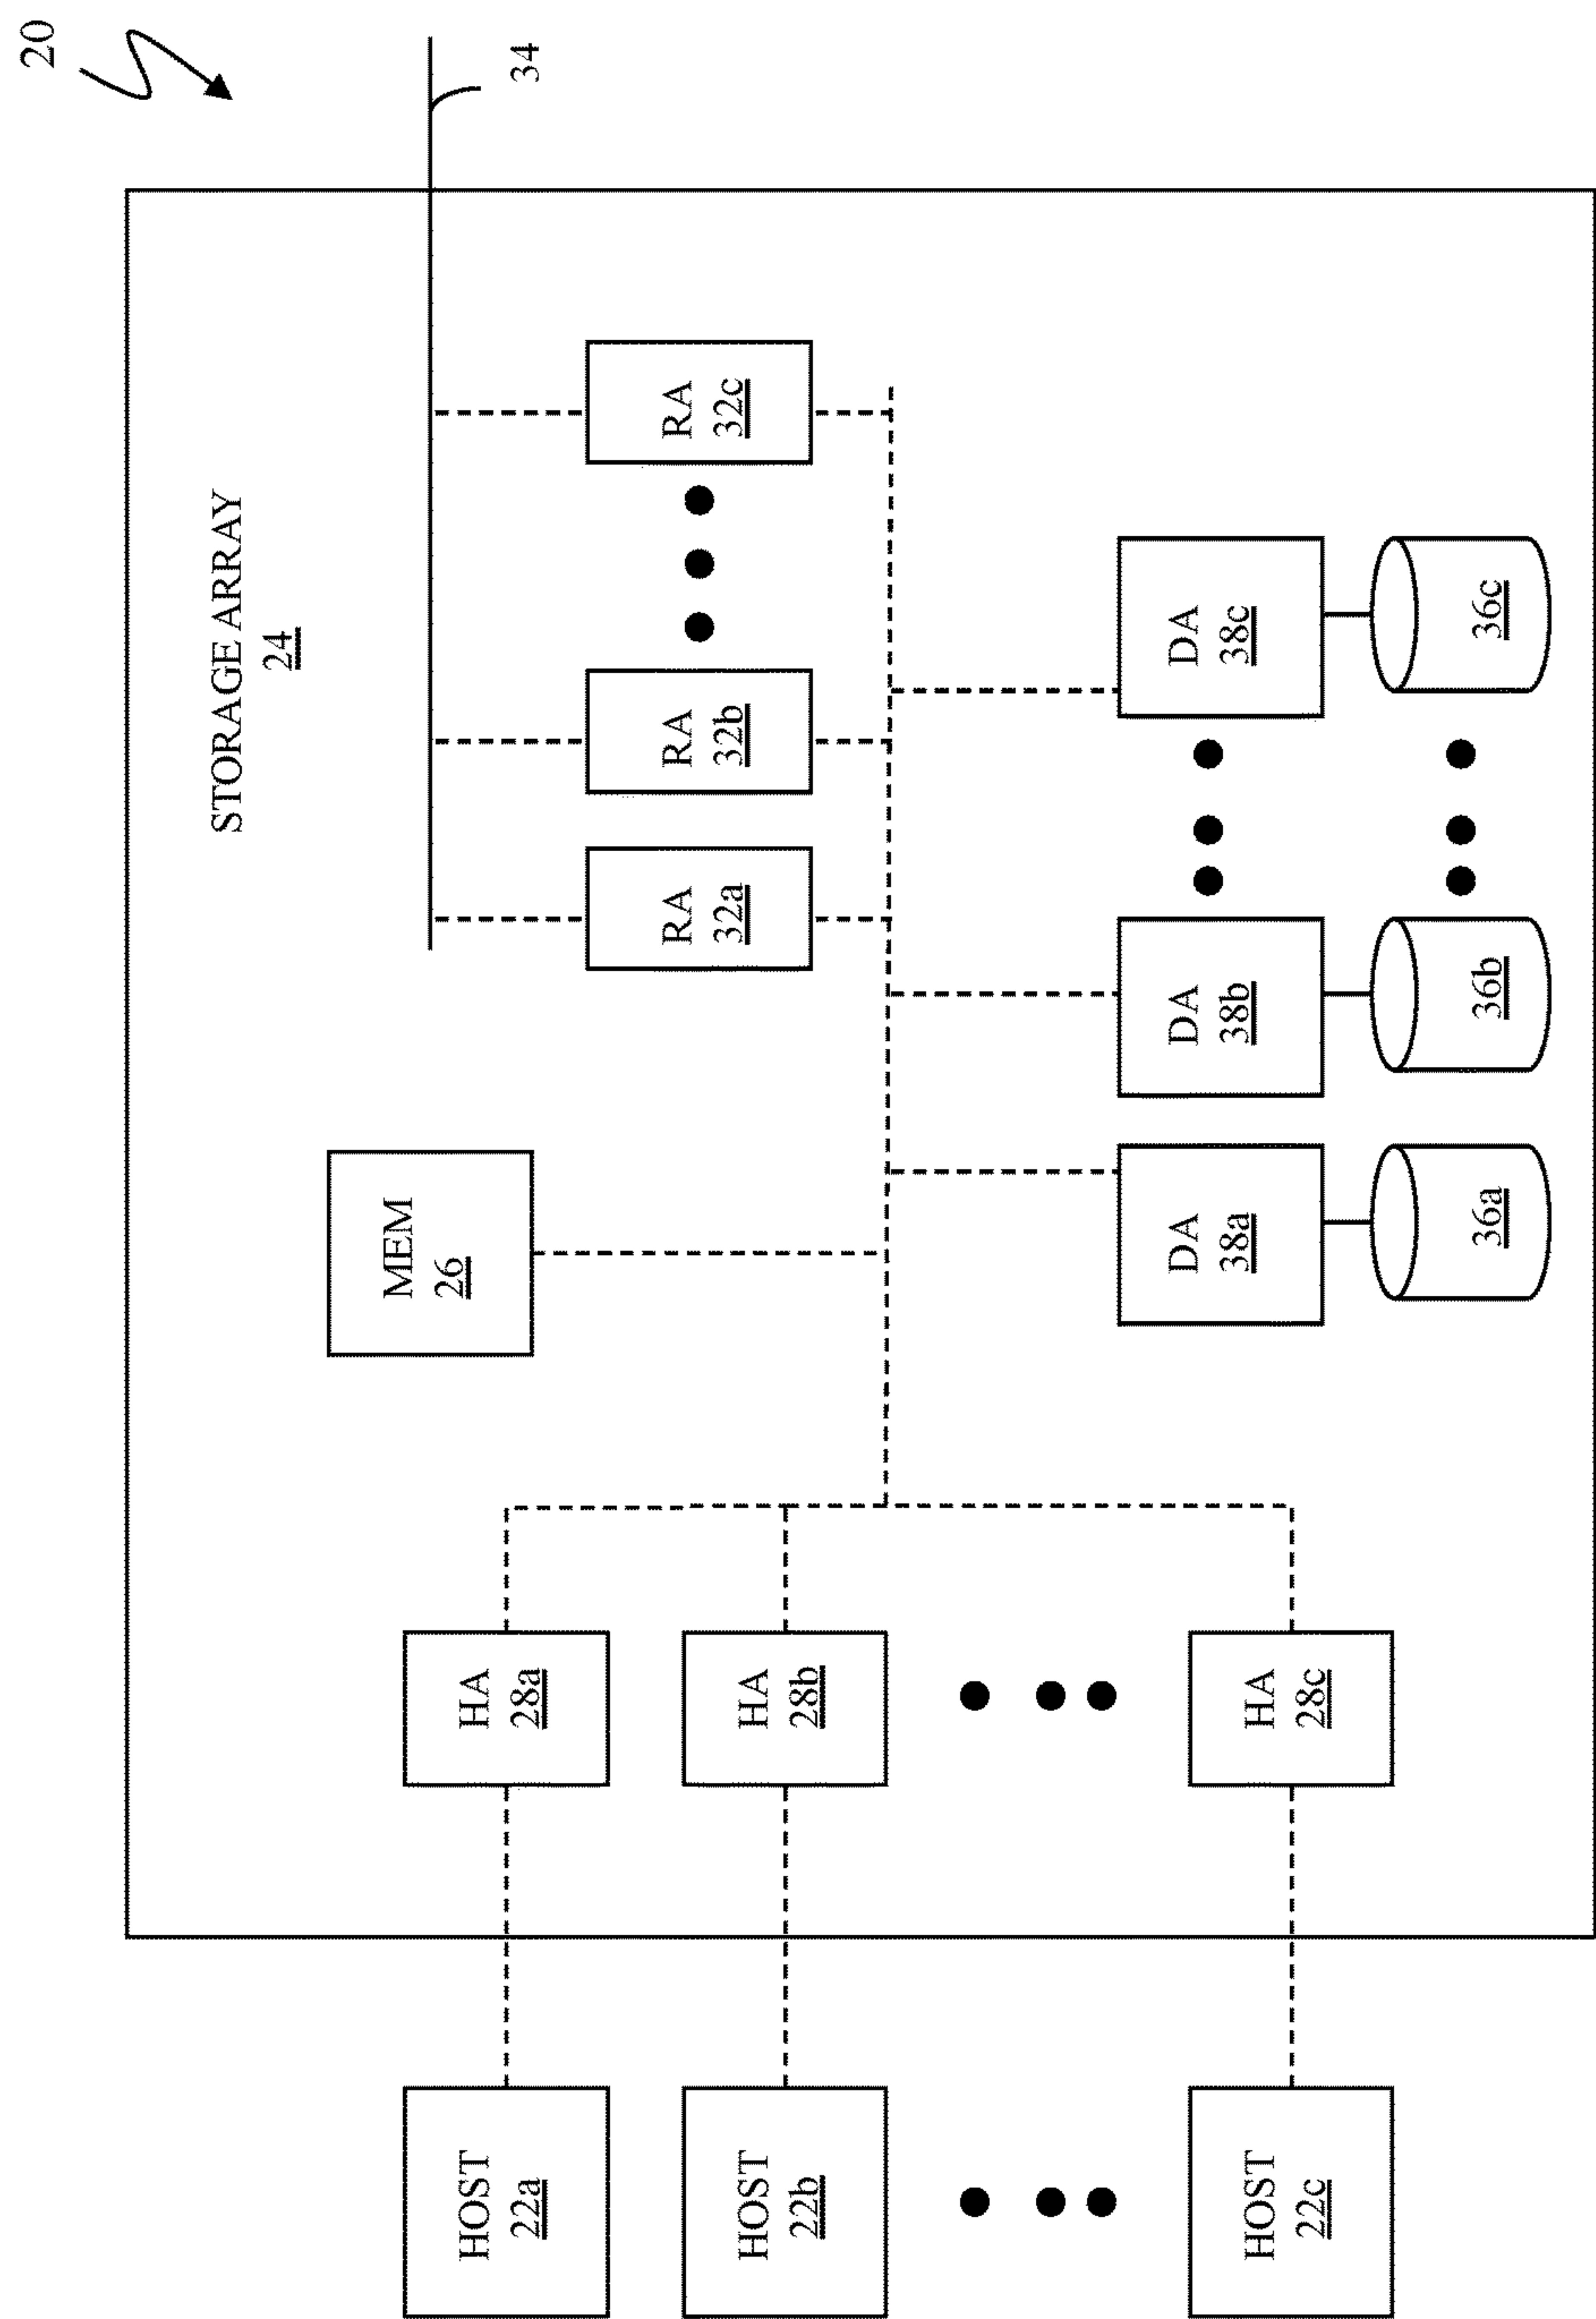 20
34
STORAGE ARRAY
24
HOST
22a
HOST
22b
HOST
22c
HA
28a
HA
28b
HA
28c
MEM
26
RA
32a
RA
32b
RA
32c
DA
38a
DA
38b
DA
38c
36a
36b
36c